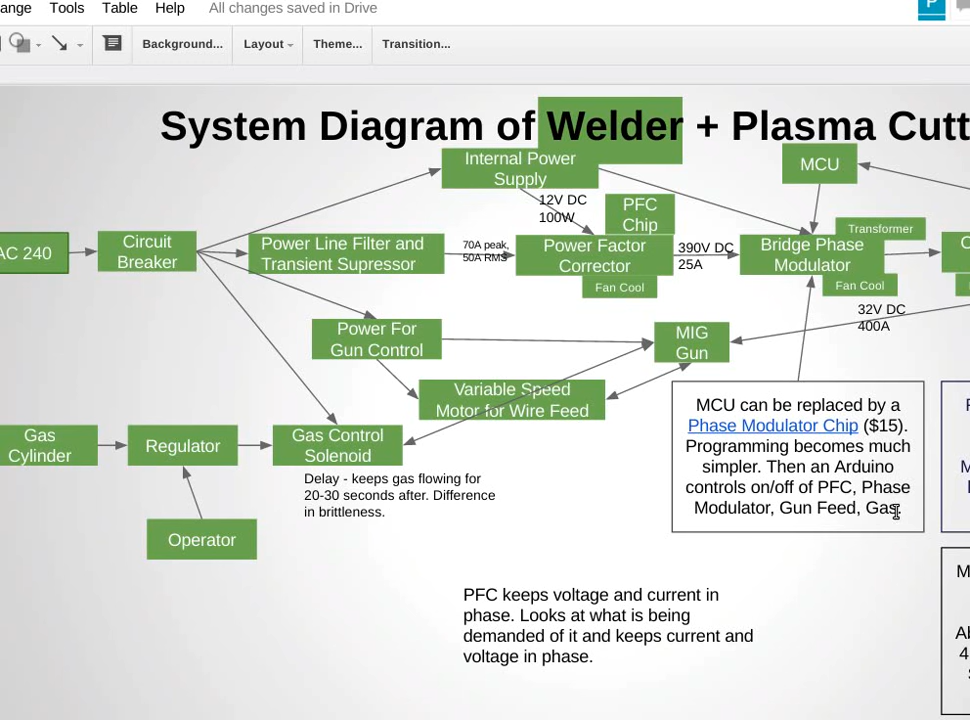 ange Tools Table Help All changes saved in Drive
P
Background... Layout Theme... Transition...
System Diagram of Welder + Plasma Cutt
Internal Power
Supply
MCU
12V DC
100W
PFC
Chip
Transformer
AC 240
Circuit
Breaker
Power Line Filter and
Transient Supressor
70A peak,
50A RMS
Power Factor
Corrector
390V DC
25A
Bridge Phase
Modulator
C
Fan Cool
Fan Cool
32V DC
400A
Power For
Gun Control
MIG
Gun
Variable Speed
Motor for Wire Feed
MCU can be replaced by a
Phase Modulator Chip ($15).
Programming becomes much
simpler. Then an Arduino
controls on/off of PFC, Phase
Modulator, Gun Feed, Gas.
Gas
Cylinder
Regulator
Gas Control
Solenoid
Delay - keeps gas flowing for
20-30 seconds after. Difference
in brittleness.
Operator
PFC keeps voltage and current in
phase. Looks at what is being
demanded of it and keeps current and
voltage in phase.
M
Ab
4